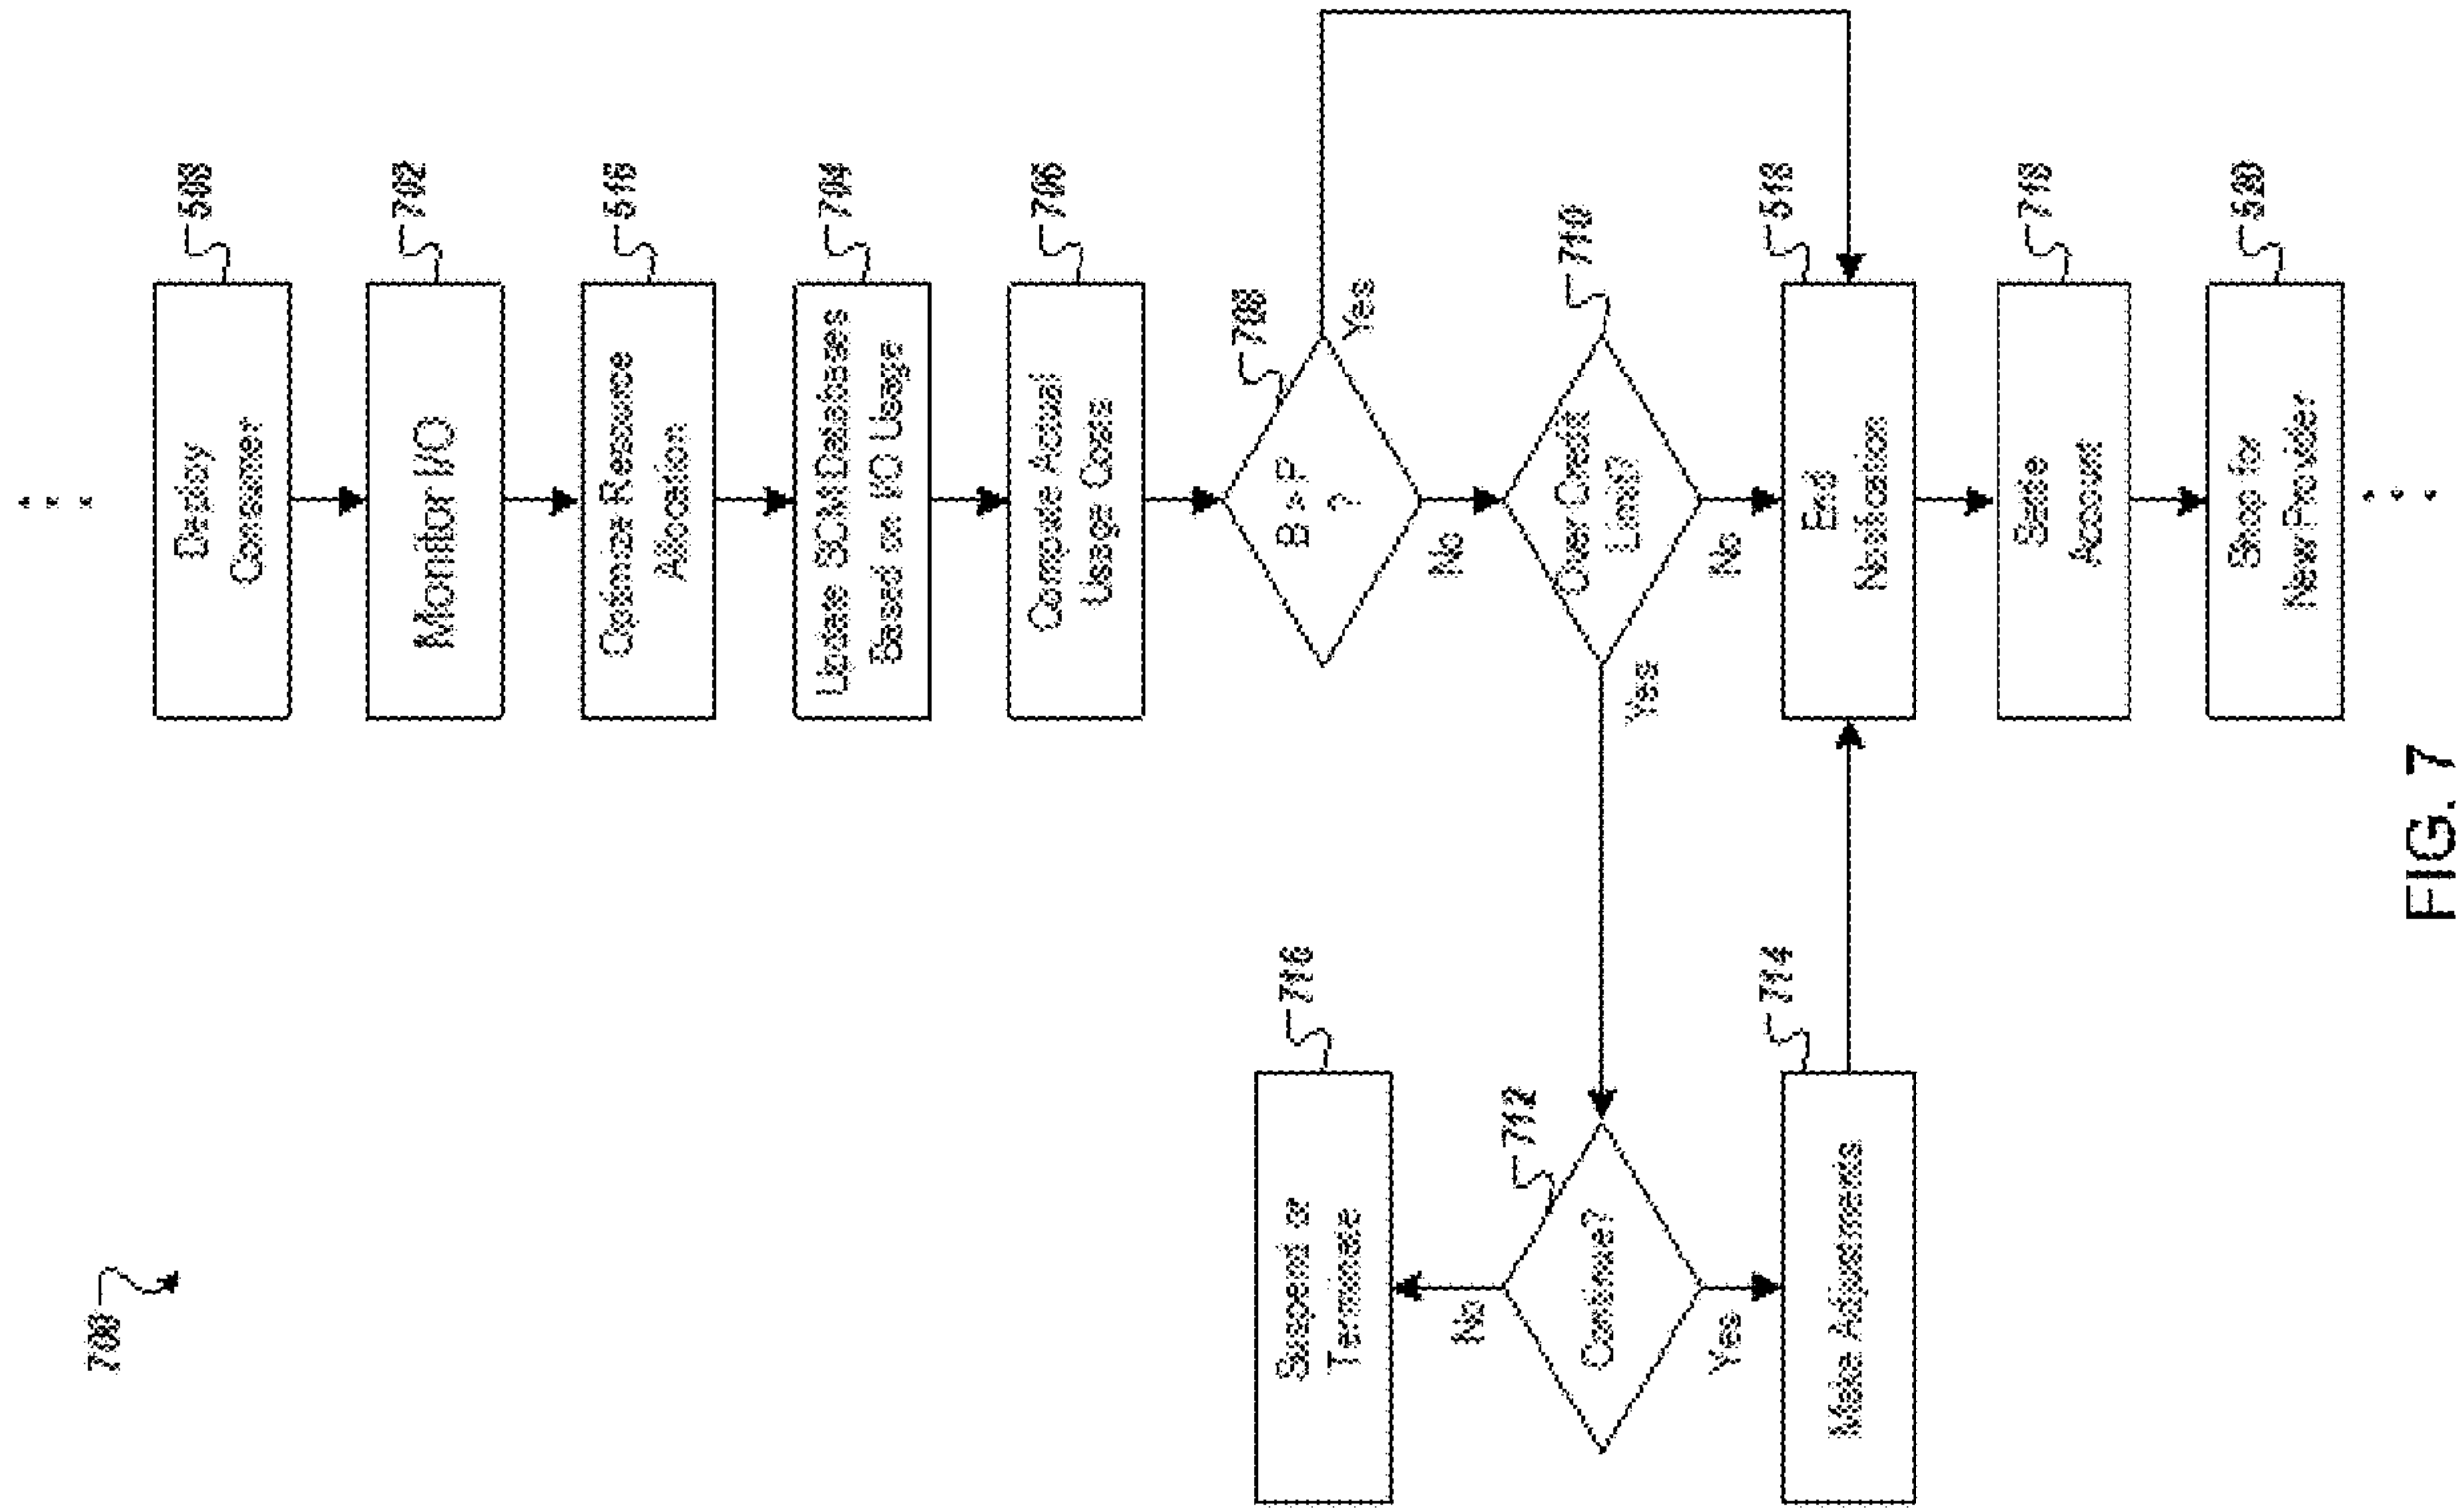 700
Deploy
Consumer
508
Monitor I/O
702
Optimize Resource
Allocation
516
Update SCM Databases
Based on I/O Usage
704
Compute Actual
Usage Costs
706
B > P
?
708
Yes
No
Suspend or
Terminate
716
No
Continue?
712
Yes
Over Credit
Limit?
710
Yes
No
Make Adjustments
714
End
Notification
518
Settle
Account
718
Shop for
New Provider
520
FIG. 7